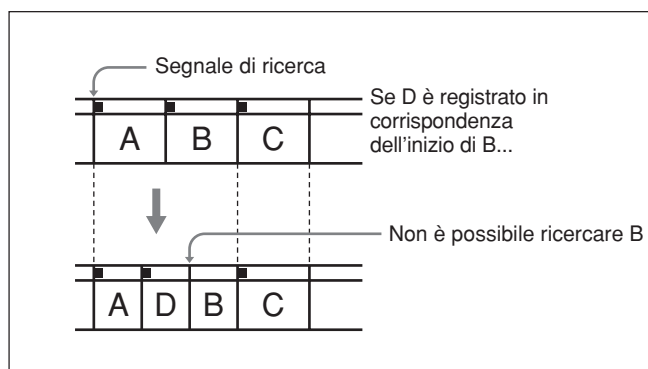 Segnale di ricerca
Se D è registrato in
corrispondenza
dell'inizio di B...
A B C
Non è possibile ricercare B
A D B C